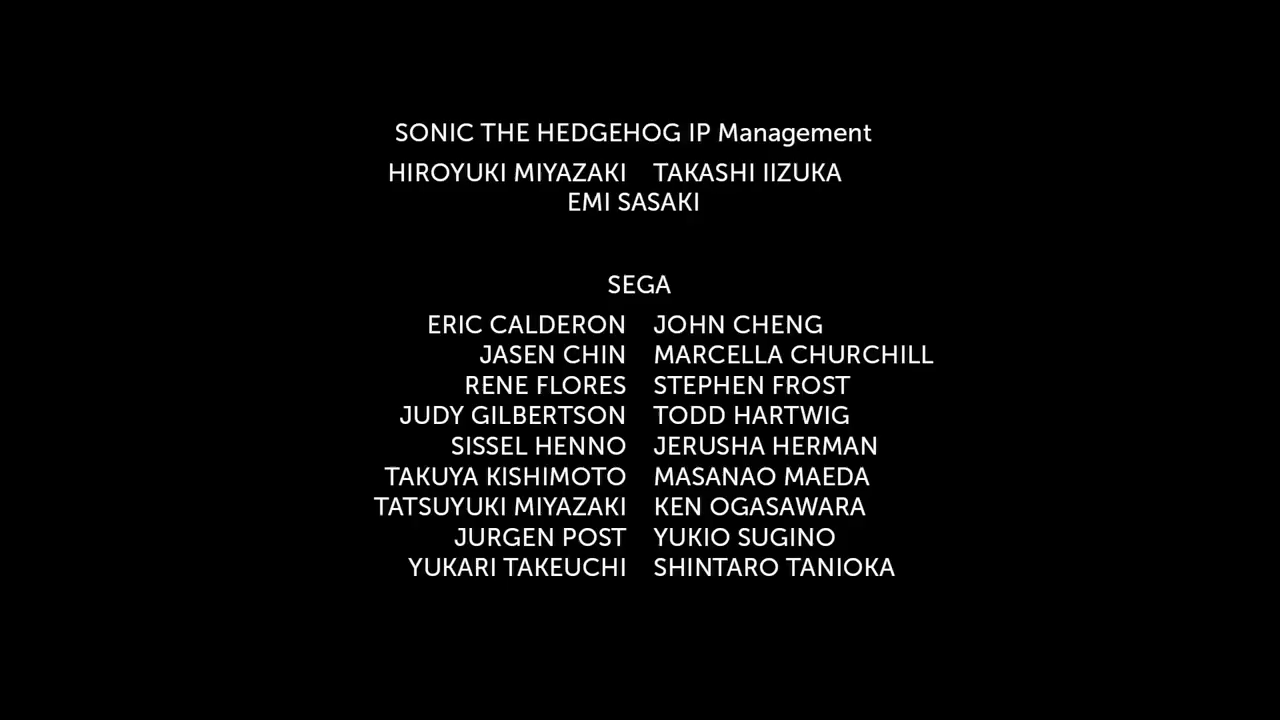 SONIC THE HEDGEHOG IP Management
HIROYUKI MIYAZAKI TAKASHI IIZUKA
EMI SASAKI
SEGA
ERIC CALDERON JOHN CHENG
JASEN CHIN MARCELLA CHURCHILL
RENE FLORES STEPHEN FROST
JUDY GILBERTSON TODD HARTWIG
SISSEL HENNO JERUSHA HERMAN
TAKUYA KISHIMOTO MASANAO MAEDA
TATSUYUKI MIYAZAKI KEN OGASAWARA
JURGEN POST YUKIO SUGINO
YUKARI TAKEUCHI SHINTARO TANIOKA